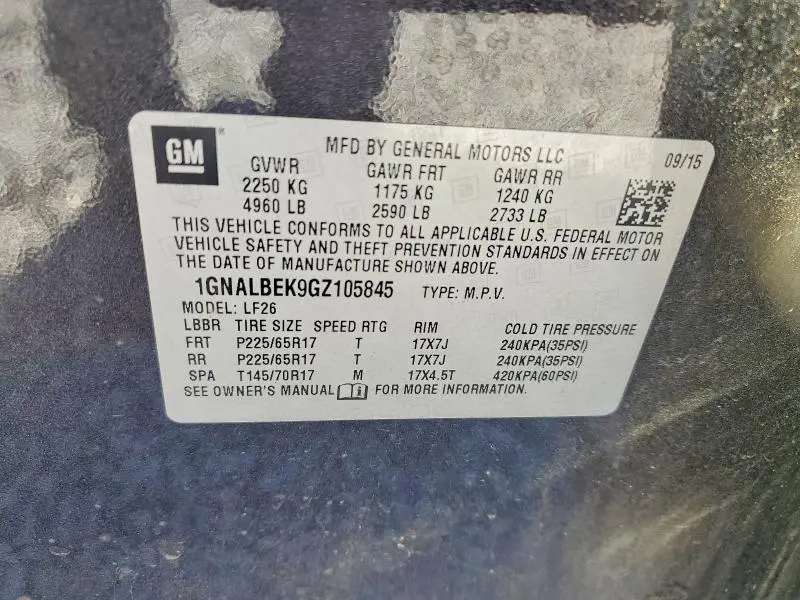 GM
MFD BY GENERAL MOTORS LLC 09/15
GVWR GAWR FRT GAWR RR
2250 KG 1175 KG 1240 KG
4960 LB 2590 LB 2733 LB
THIS VEHICLE CONFORMS TO ALL APPLICABLE U.S. FEDERAL MOTOR
VEHICLE SAFETY AND THEFT PREVENTION STANDARDS IN EFFECT ON
THE DATE OF MANUFACTURE SHOWN ABOVE.
1GNALBEK9GZ105845 TYPE: M.P.V.
MODEL: LF26
LBBR TIRE SIZE SPEED RTG RIM COLD TIRE PRESSURE
FRT P225/65R17 T 17X7J 240KPA(35PSI)
RR P225/65R17 T 17X7J 240KPA(35PSI)
SPA T145/70R17 M 17X4.5T 420KPA(60PSI)
SEE OWNER'S MANUAL FOR MORE INFORMATION.